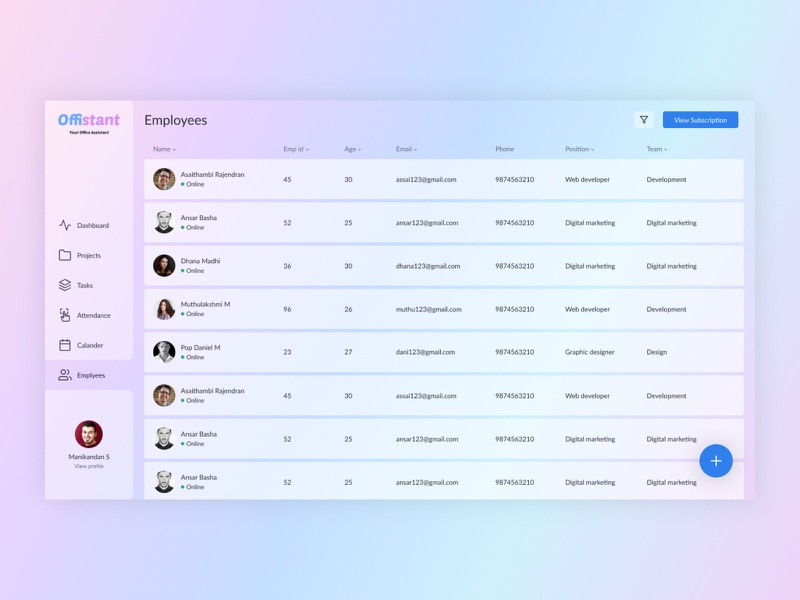 Offistant
Your Office Assistant
Dashboard
Projects
Tasks
Attendance
Calander
Emplyees
Manikandan S
View profile
Employees
View Subscription
Name Emp id Age Email Phone Position Team
Asaithambi Rajendran
Online
45 30 assai123@gmail.com 9874563210 Web developer Development
Ansar Basha
Online
52 25 ansar123@gmail.com 9874563210 Digital marketing Digital marketing
Dhana Madhi
Online
36 30 dhana123@gmail.com 9874563210 Digital marketing Digital marketing
Muthulakshmi M
Online
96 26 muthu123@gmail.com 9874563210 Web developer Development
Pop Daniel M
Online
23 27 dani123@gmail.com 9874563210 Graphic designer Design
Asaithambi Rajendran
Online
45 30 assai123@gmail.com 9874563210 Web developer Development
Ansar Basha
Online
52 25 ansar123@gmail.com 9874563210 Digital marketing Digital marketing
Ansar Basha
Online
52 25 ansar123@gmail.com 9874563210 Digital marketing Digital marketing